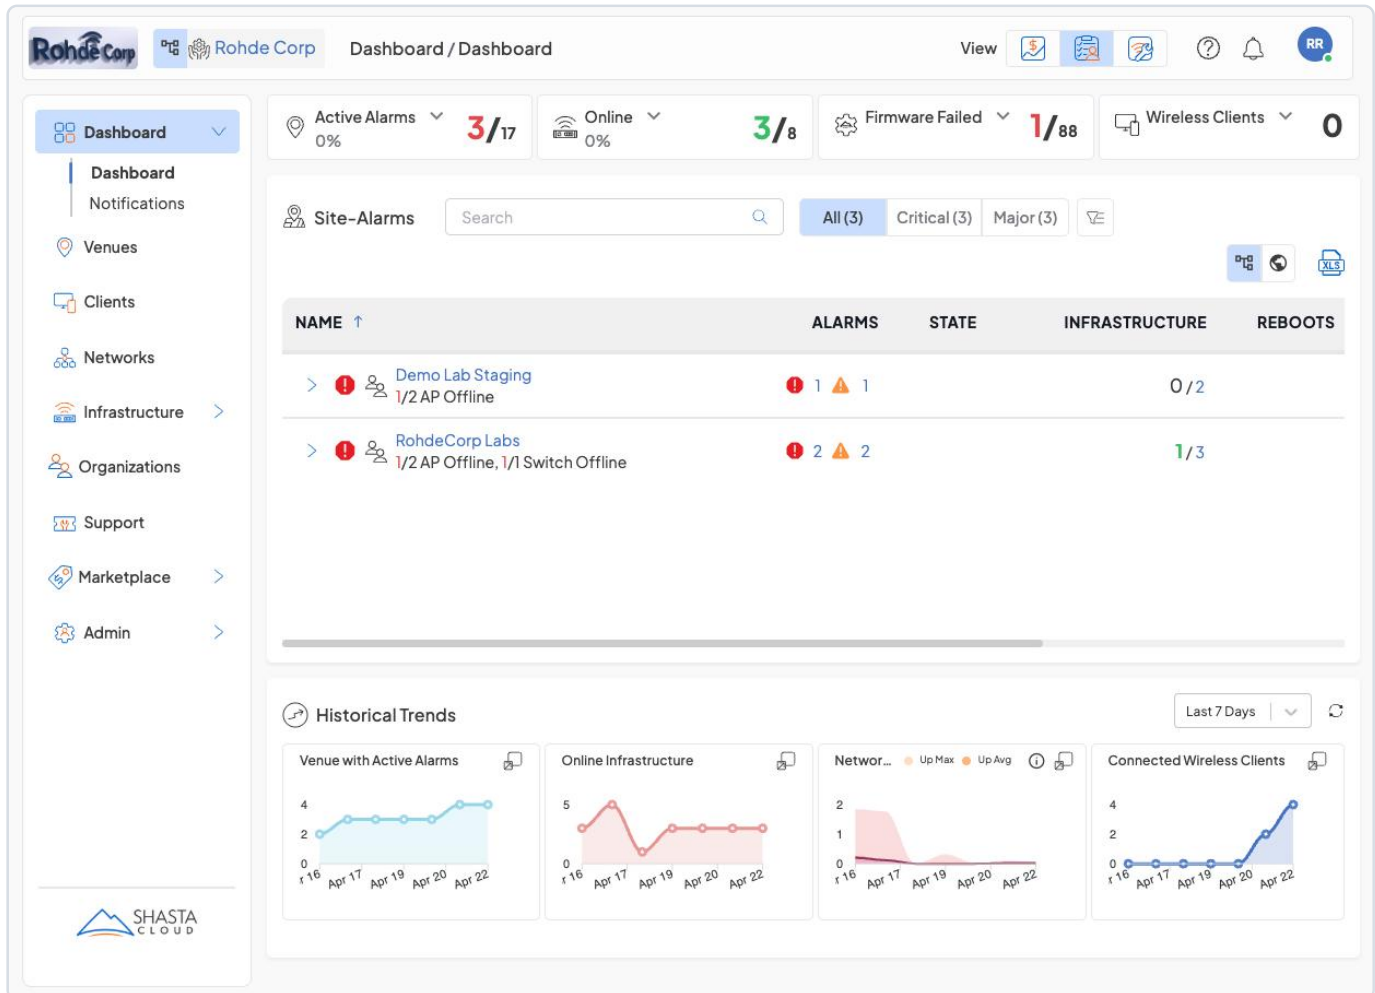 Rohde Corp
Rohde Corp
Dashboard / Dashboard
View
RR
Dashboard
Dashboard
Notifications
Venues
Clients
Networks
Infrastructure
Organizations
Support
Marketplace
Admin
SHASTA
CLOUD
Active Alarms
0%
3/17
Online
0%
3/8
Firmware Failed
1/88
Wireless Clients
0
Site-Alarms
Search
All (3)
Critical (3)
Major (3)
XLS
NAME ↑ ALARMS STATE INFRASTRUCTURE REBOOTS
Demo Lab Staging
1/2 AP Offline
1 1 0/2
RohdeCorp Labs
1/2 AP Offline, 1/1 Switch Offline
2 2 1/3
Historical Trends
Last 7 Days
Venue with Active Alarms
4
2
0
r 16 Apr 17 Apr 19 Apr 20 Apr 22
Online Infrastructure
5
0
r 16 Apr 17 Apr 19 Apr 20 Apr 22
Networ... Up Max Up Avg
2
1
0
r 16 Apr 17 Apr 19 Apr 20 Apr 22
Connected Wireless Clients
4
2
0
r 16 Apr 17 Apr 19 Apr 20 Apr 22